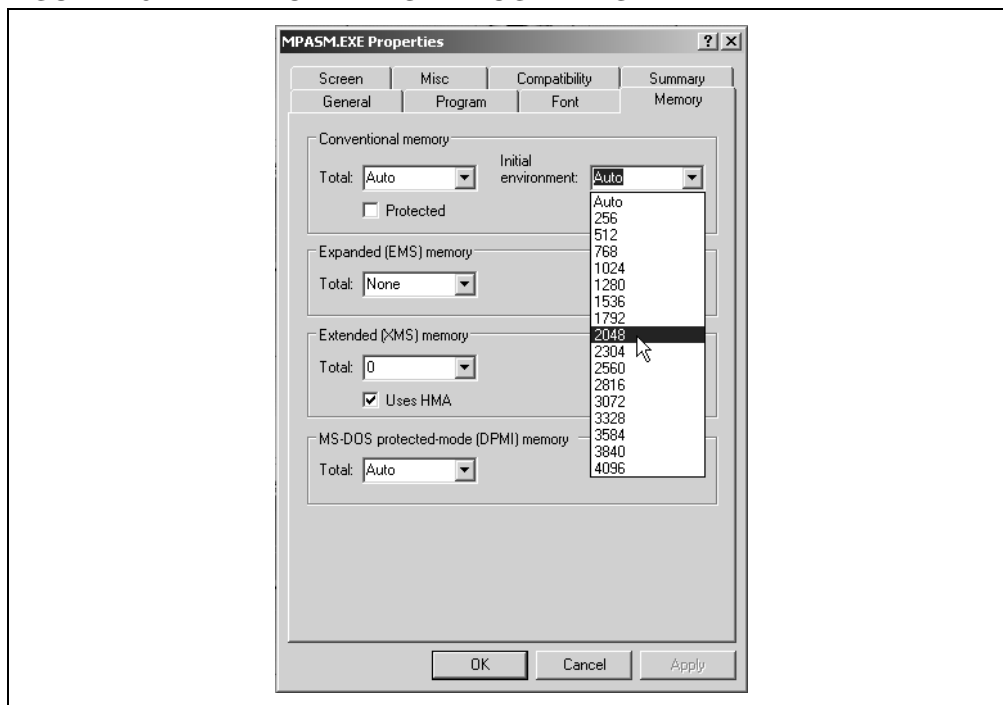 MPASM.EXE Properties
Screen Misc Compatibility Summary
General Program Font Memory
Conventional memory
Total: Auto Initial environment: Auto
Protected
Auto
256
512
768
1024
1280
1536
1792
2048
2304
2560
2816
3072
3328
3584
3840
4096
Expanded (EMS) memory
Total: None
Extended (XMS) memory
Total: 0
Uses HMA
MS-DOS protected-mode (DPMI) memory
Total: Auto
OK Cancel Apply